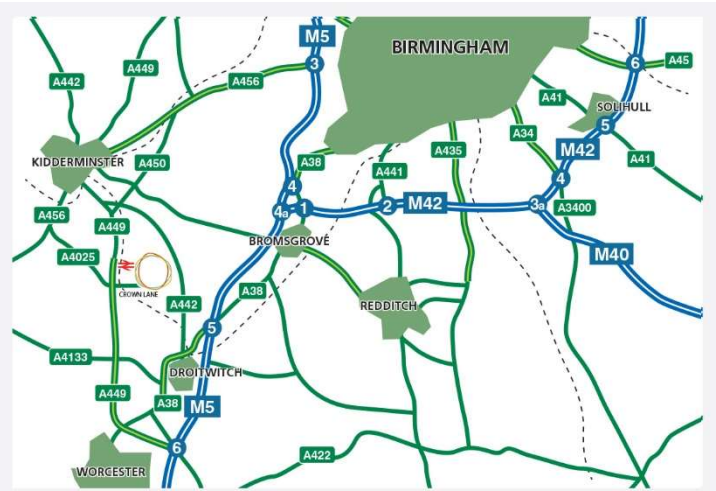 M5
BIRMINGHAM
3
6
A45
A442
A449
A456
A41
SOLIHULL
5
A34
A435
M42
A41
KIDDERMINSTER
A450
A38
A441
4
4
A456
A449
4a
1
2
M42
3a
A3400
BROMSGROVE
A4025
M40
CROWN LANE
A442
A38
REDDITCH
5
A4133
DROITWITCH
A449
A38
M5
6
A422
WORCESTER